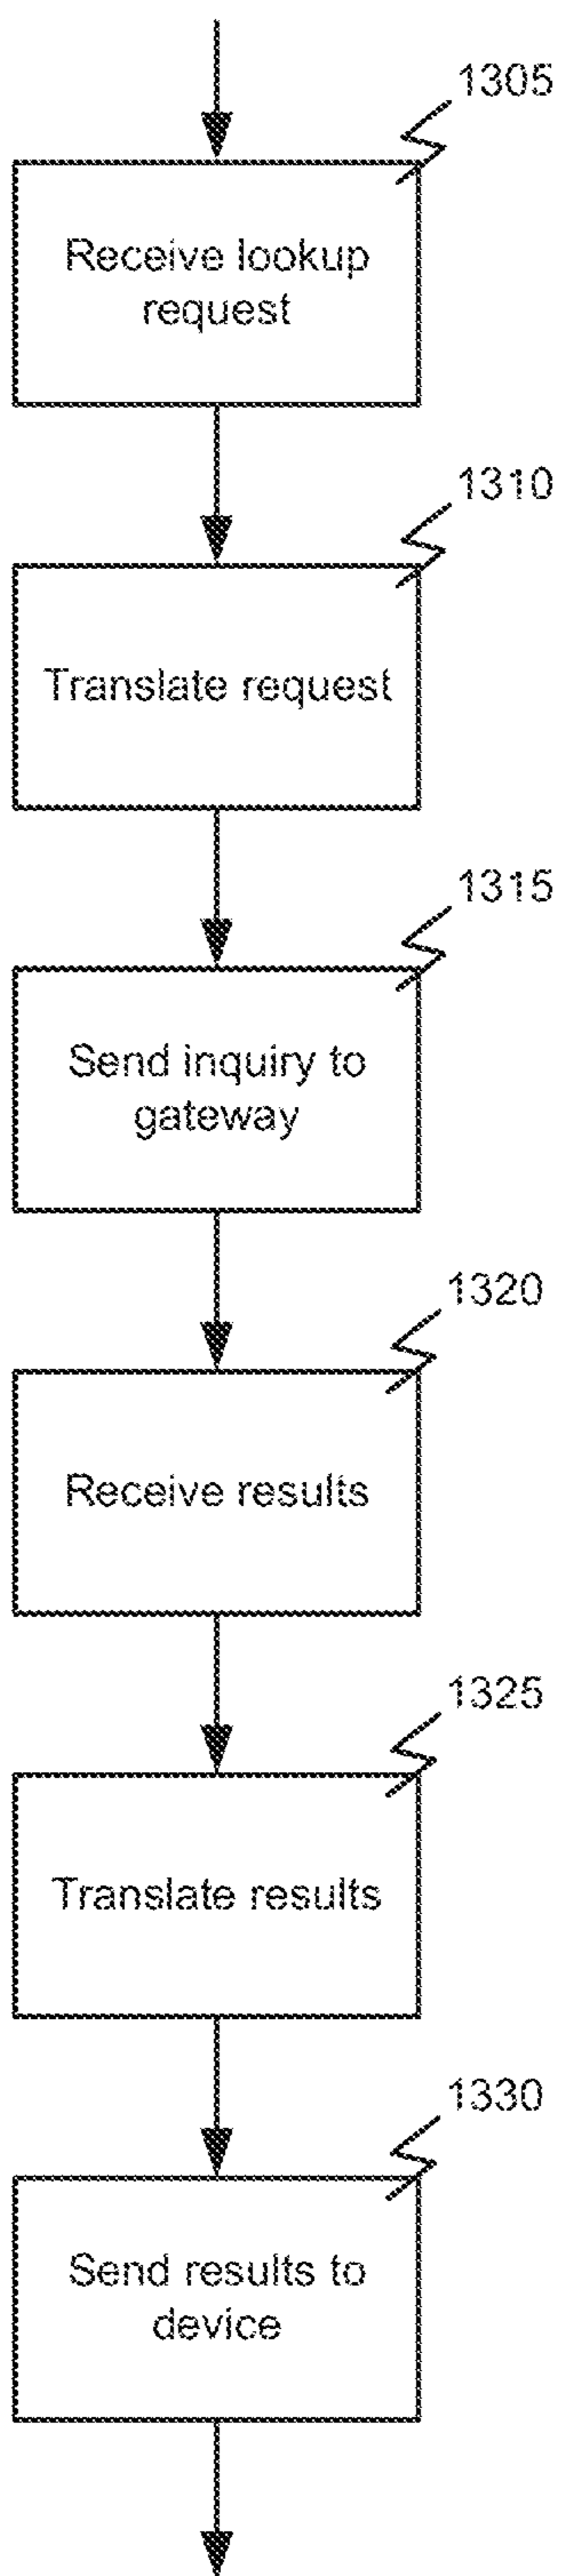 1305
Receive lookup
request
1310
Translate request
1315
Send inquiry to
gateway
1320
Receive results
1325
Translate results
1330
Send results to
device